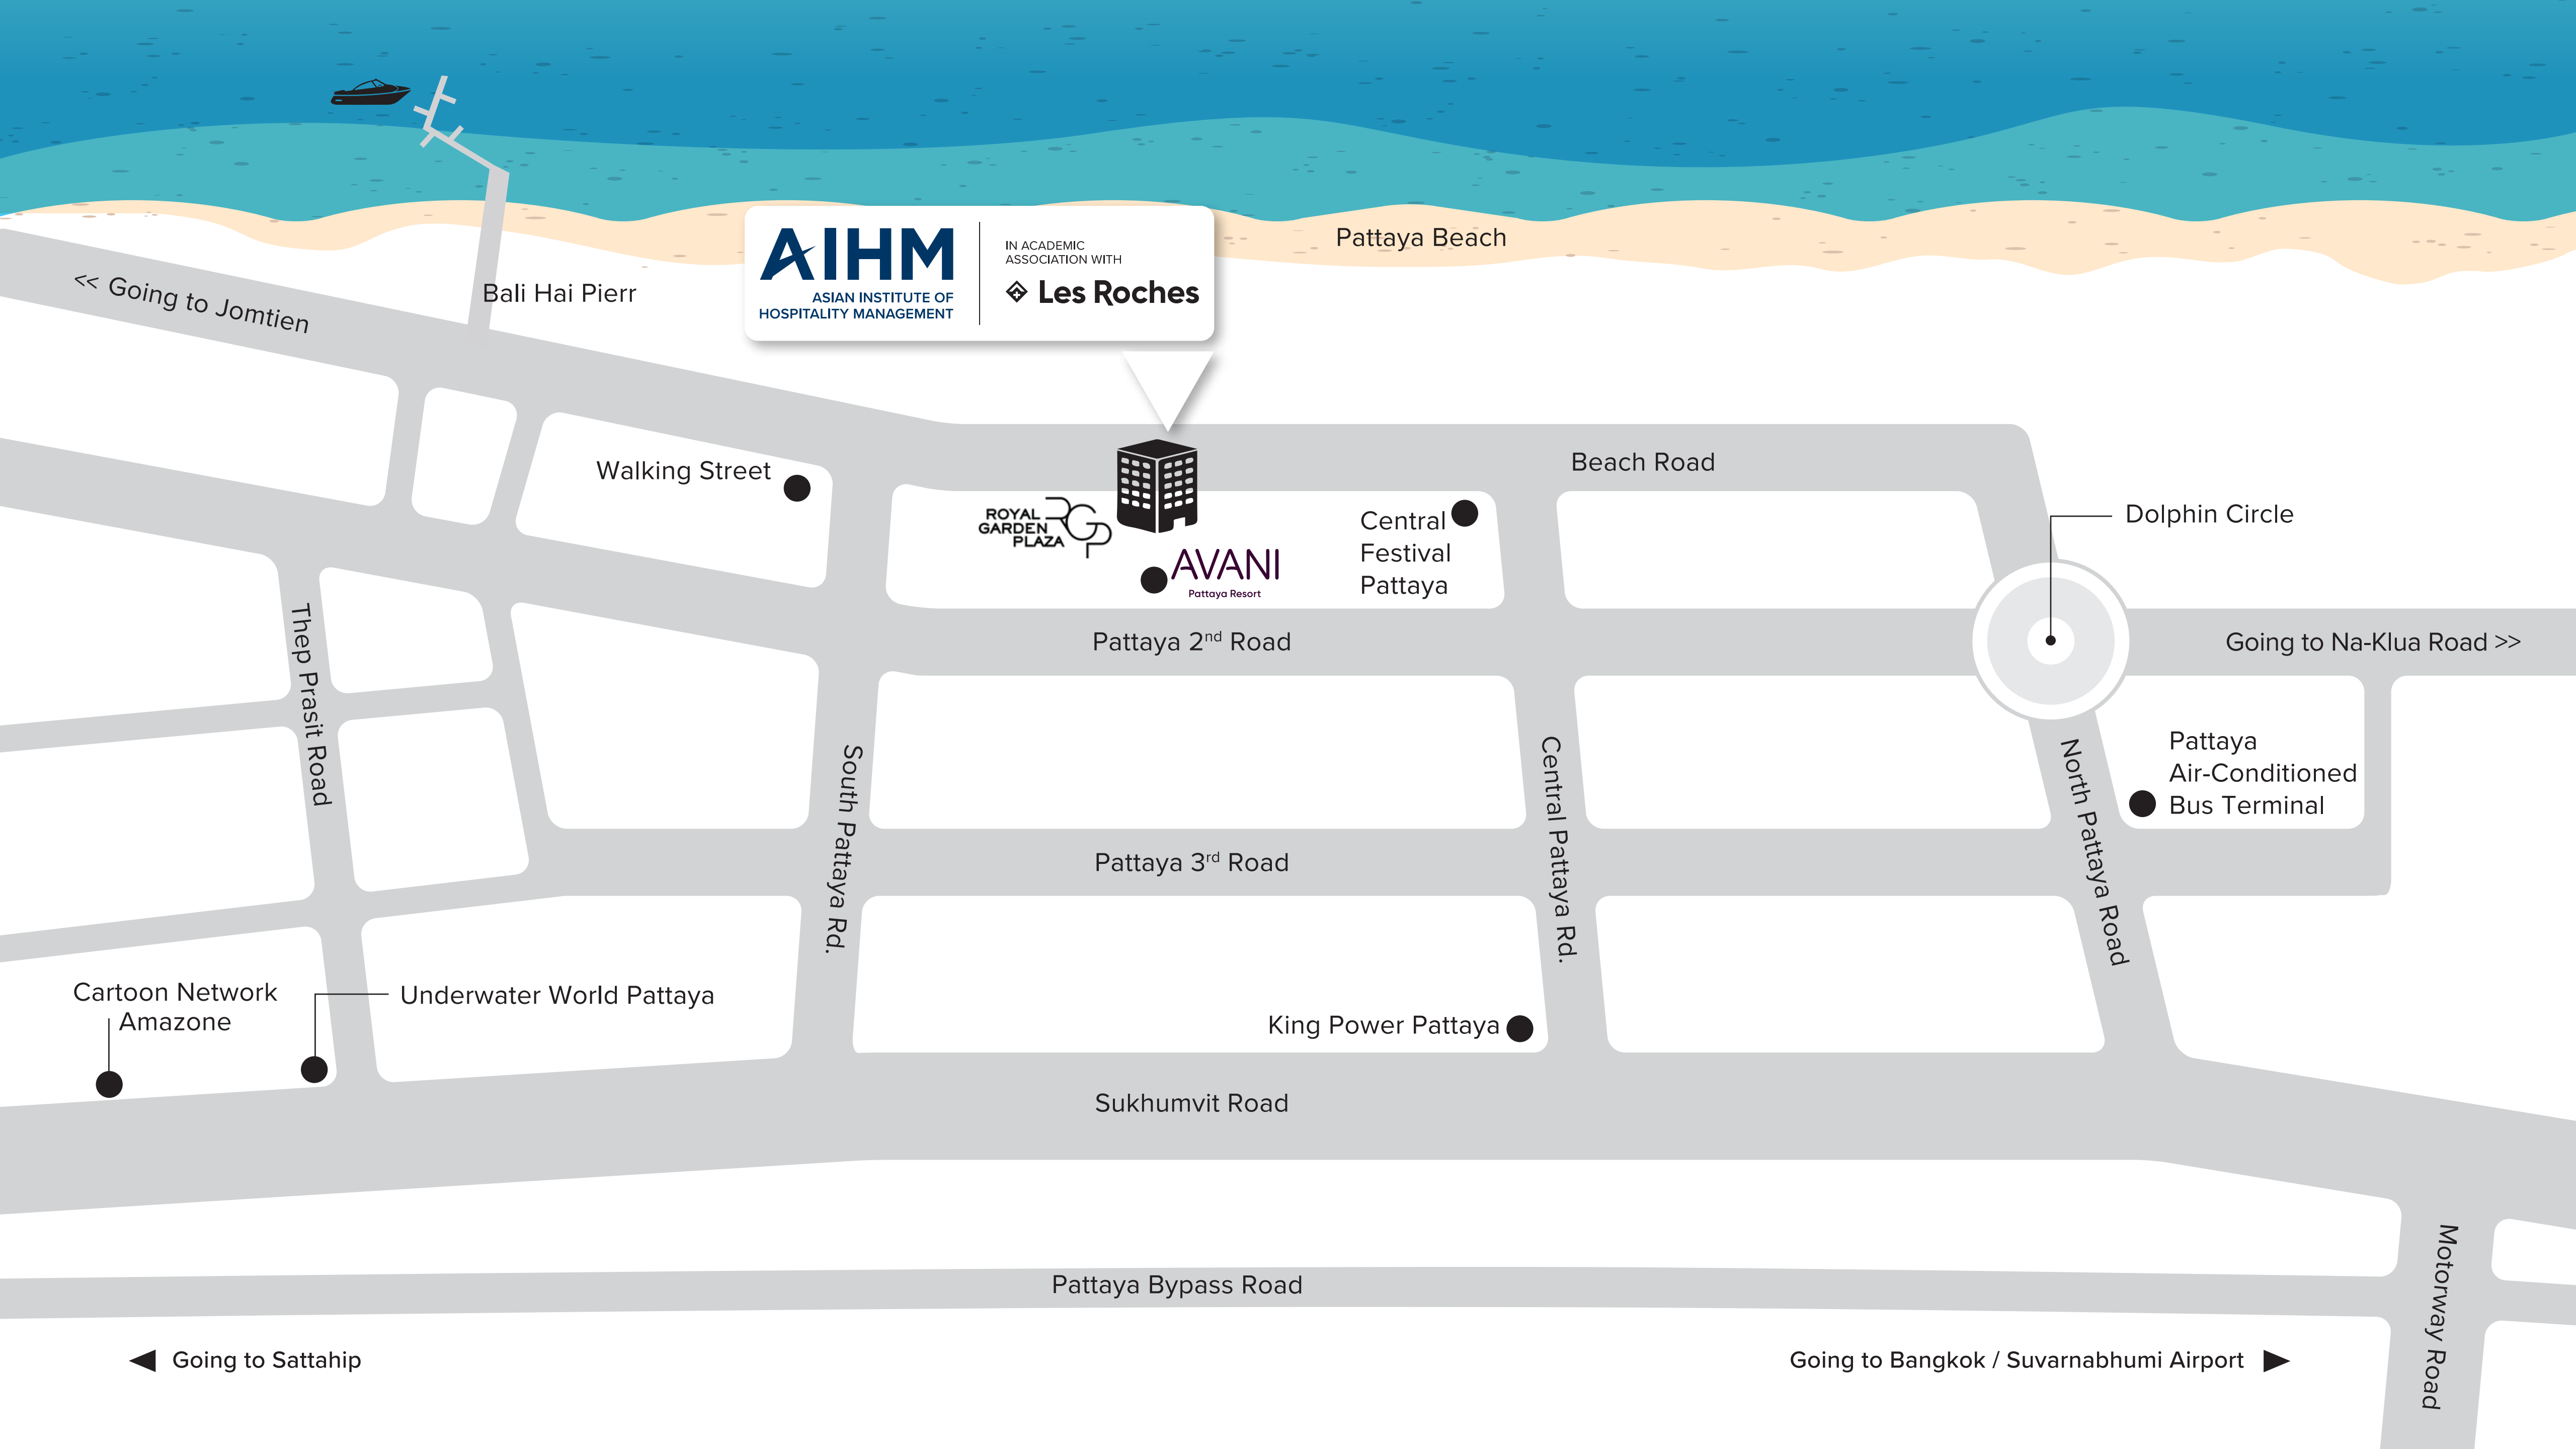 Pattaya Beach
AIHM
ASIAN INSTITUTE OF
HOSPITALITY MANAGEMENT
IN ACADEMIC
ASSOCIATION WITH
Les Roches
Bali Hai Pierr
<< Going to Jomtien
Walking Street
Beach Road
ROYAL
GARDEN
PLAZA
RGP
AVANI
Pattaya Resort
Central
Festival
Pattaya
Dolphin Circle
Pattaya 2nd Road
Going to Na-Klua Road >>
Thep Prasit Road
South Pattaya Rd.
Central Pattaya Rd.
North Pattaya Road
Pattaya
Air-Conditioned
Bus Terminal
Pattaya 3rd Road
Cartoon Network
Amazone
Underwater World Pattaya
King Power Pattaya
Sukhumvit Road
Pattaya Bypass Road
Motorway Road
Going to Sattahip
Going to Bangkok / Suvarnabhumi Airport